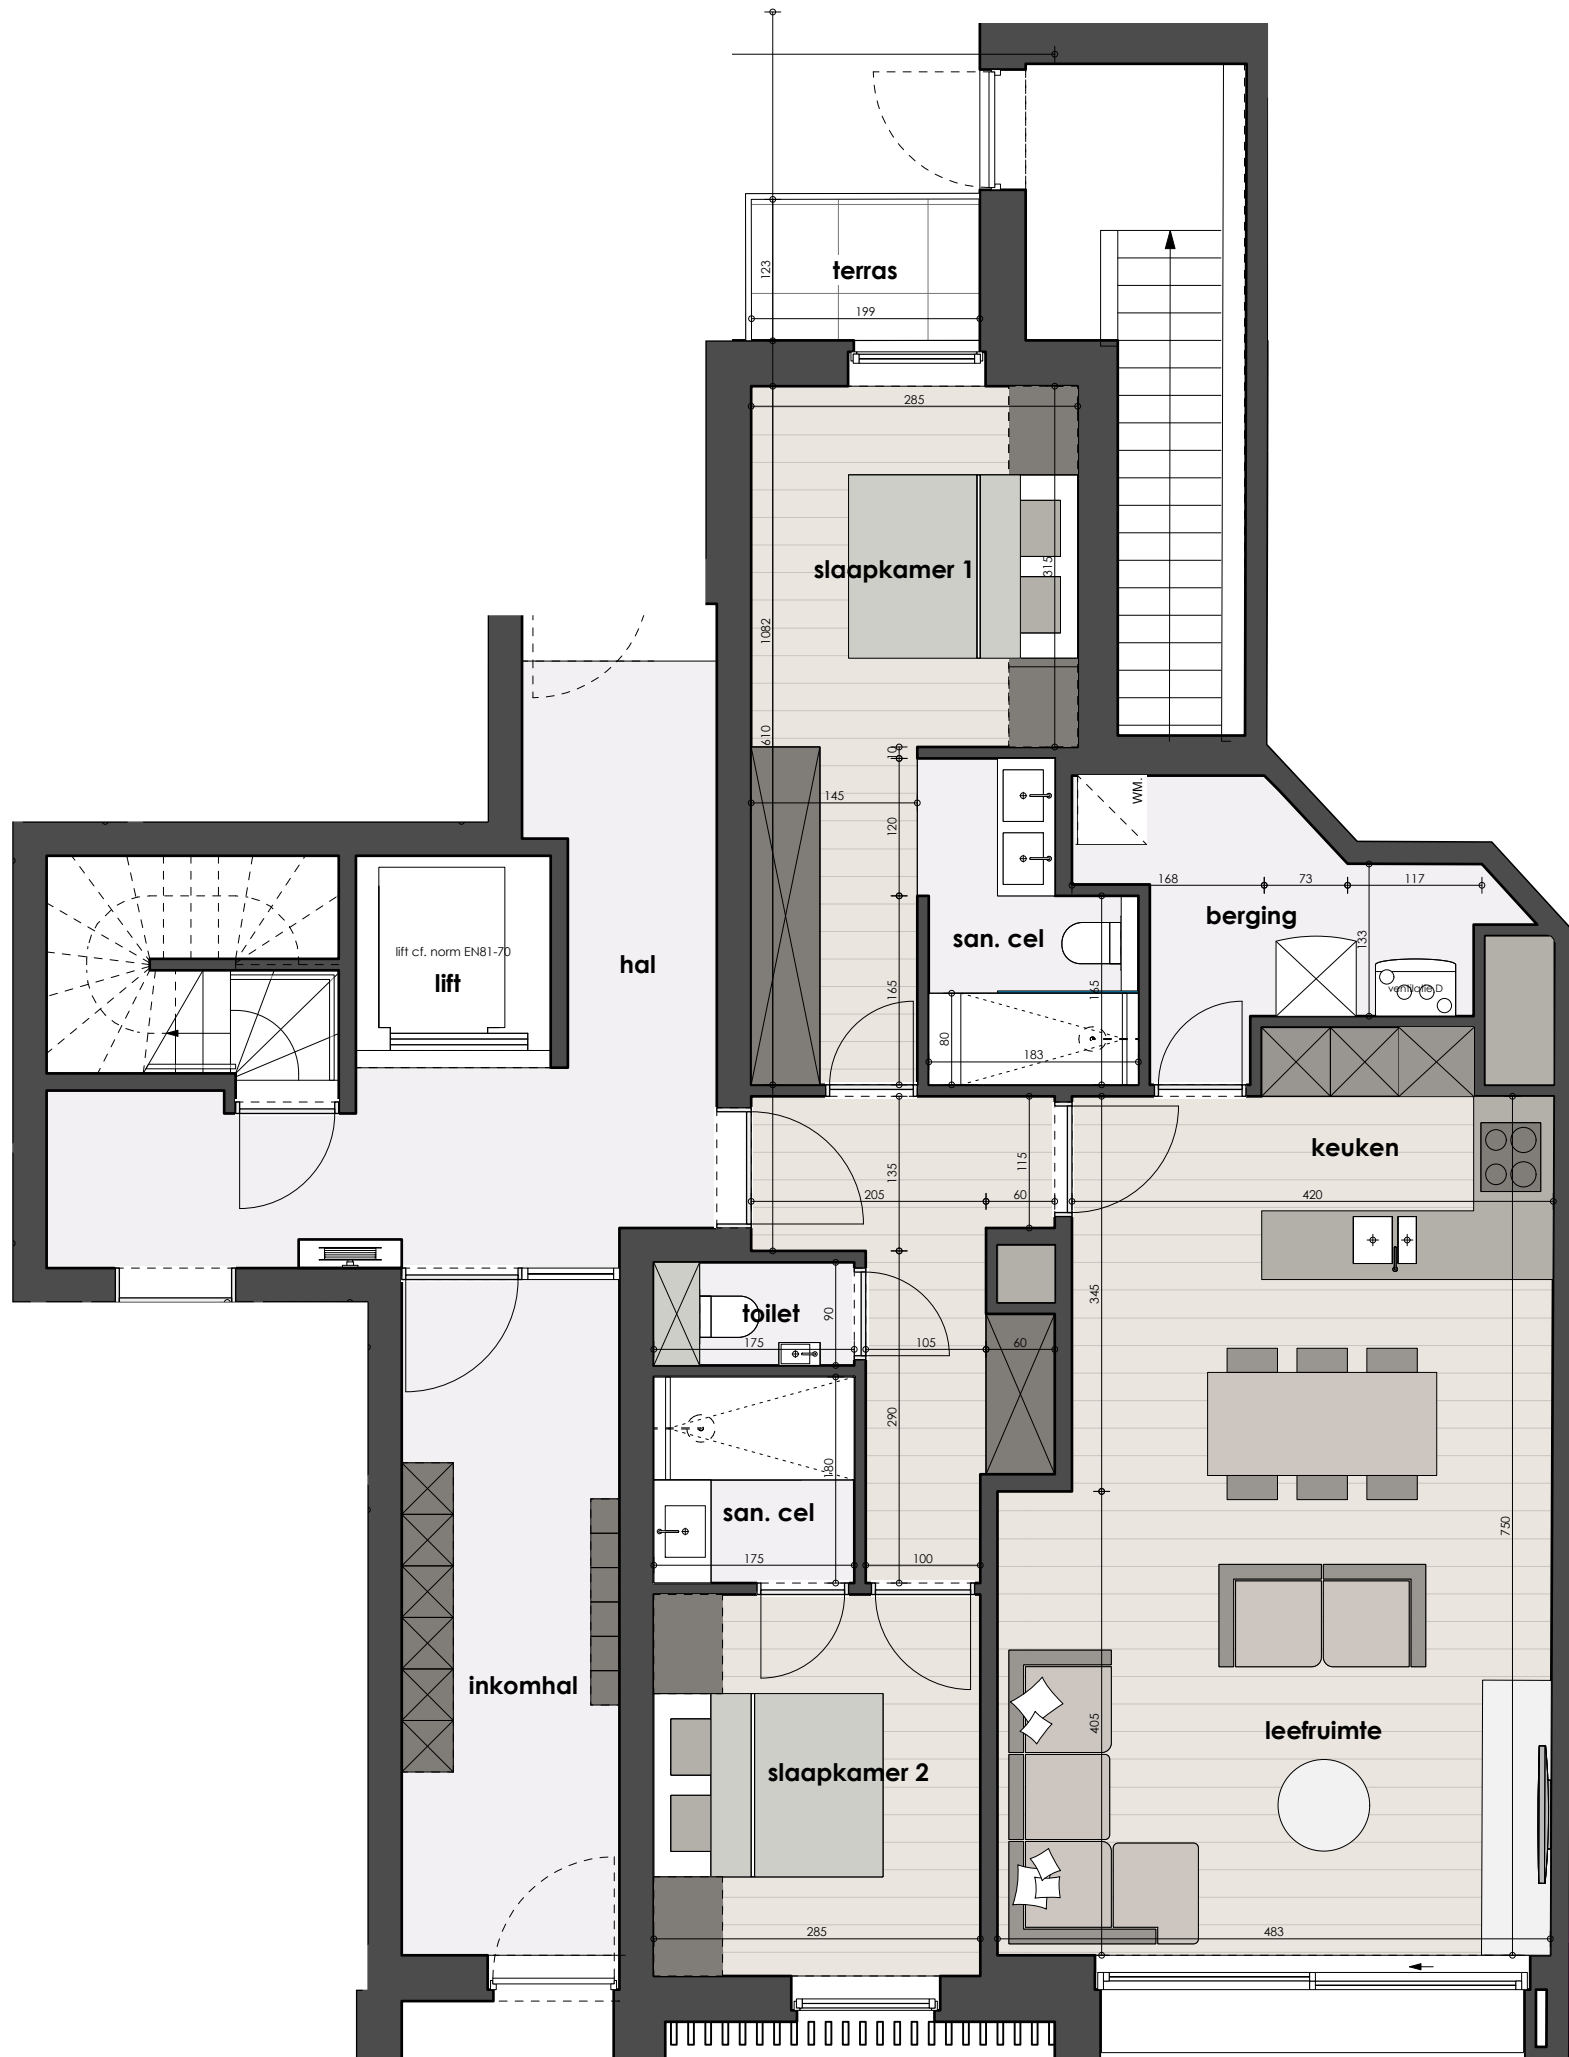 123
terras
199
285
slaapkamer 1
315
1082
610
10
145
120
WM.
168
73
117
berging
133
san. cel
lift cf. norm EN81-70
lift
hal
165
165
ventilatie D
80
183
keuken
135
115
205
60
420
345
toilet
90
175
105
60
290
180
san. cel
175
100
750
inkomhal
405
leefruimte
slaapkamer 2
285
483